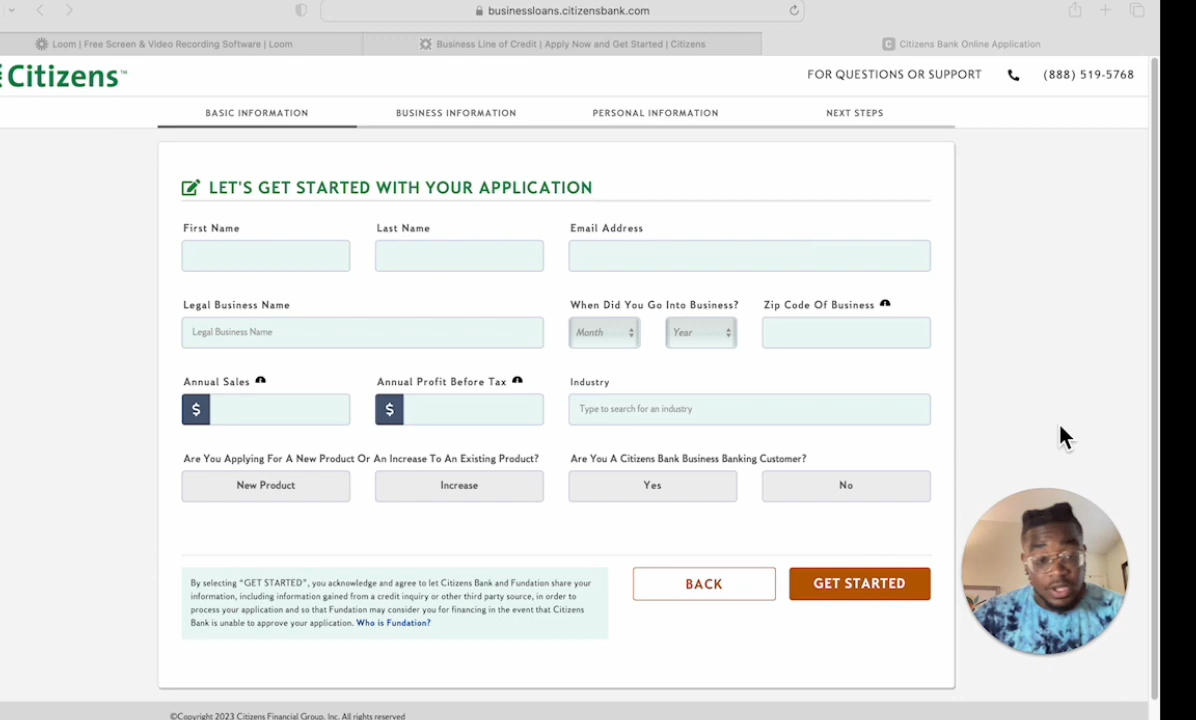 businessloans.citizensbank.com
Loom | Free Screen & Video Recording Software | Loom
Business Line of Credit | Apply Now and Get Started | Citizens
C Citizens Bank Online Application
Citizens™
FOR QUESTIONS OR SUPPORT (888) 519-5768
BASIC INFORMATION BUSINESS INFORMATION PERSONAL INFORMATION NEXT STEPS
LET'S GET STARTED WITH YOUR APPLICATION
First Name Last Name Email Address
Legal Business Name When Did You Go Into Business? Zip Code Of Business
Legal Business Name Month Year
Annual Sales Annual Profit Before Tax Industry
$ $ Type to search for an industry
Are You Applying For A New Product Or An Increase To An Existing Product? Are You A Citizens Bank Business Banking Customer?
New Product Increase Yes No
By selecting "GET STARTED", you acknowledge and agree to let Citizens Bank and Fundation share your
information, including information gained from a credit inquiry or other third party source, in order to
process your application and so that Fundation may consider you for financing in the event that Citizens
Bank is unable to approve your application. Who is Fundation?
BACK GET STARTED
©Copyright 2023 Citizens Financial Group, Inc. All rights reserved